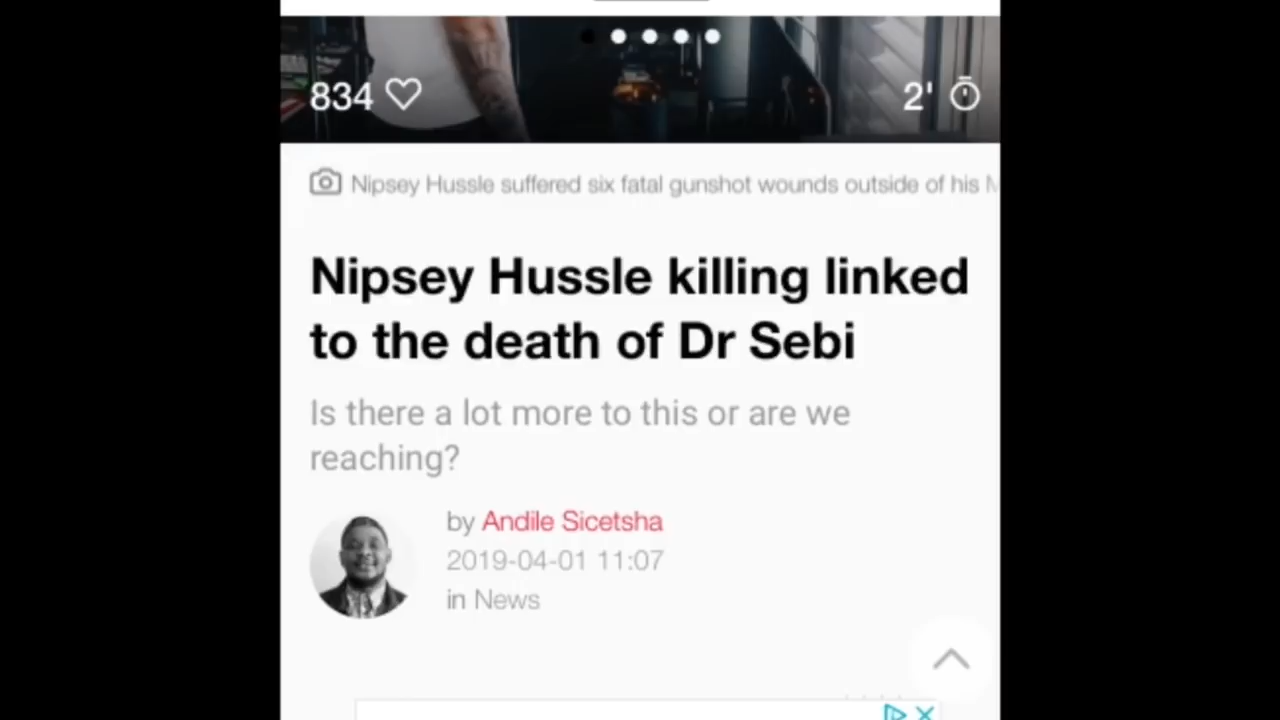 834
2'
Nipsey Hussle suffered six fatal gunshot wounds outside of his
Nipsey Hussle killing linked
to the death of Dr Sebi
Is there a lot more to this or are we
reaching?
by Andile Sicetsha
2019-04-01 11:07
in News